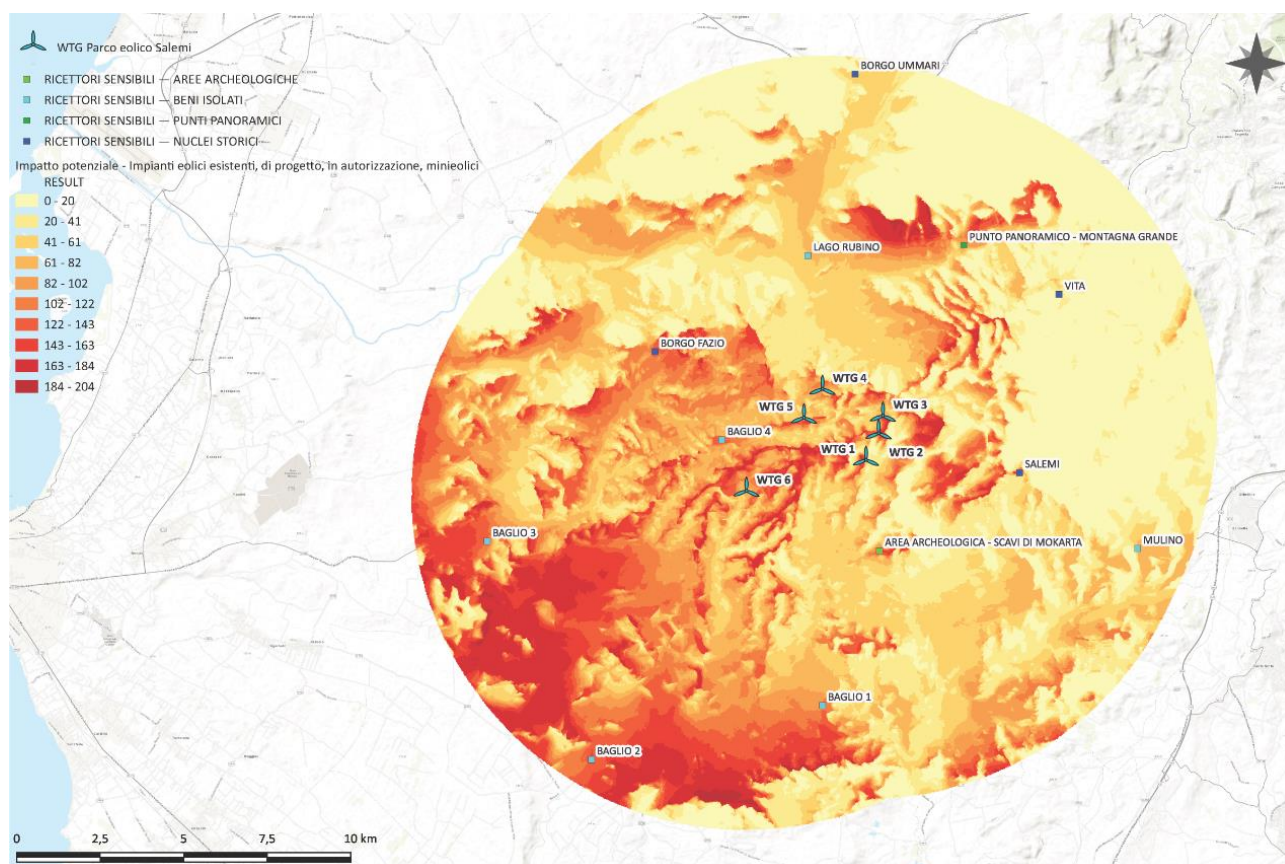 WTG Parco eolico Salemi
RICETTORI SENSIBILI — AREE ARCHEOLOGICHE
RICETTORI SENSIBILI — BENI ISOLATI
RICETTORI SENSIBILI — PUNTI PANORAMICI
RICETTORI SENSIBILI — NUCLEI STORICI
Impatto potenziale - Impianti eolici esistenti, di progetto, in autorizzazione, minieolici
RESULT
0 - 20
20 - 41
41 - 61
61 - 82
82 - 102
102 - 122
122 - 143
143 - 163
163 - 184
184 - 204
BORGO UMMARI
PUNTO PANORAMICO - MONTAGNA GRANDE
LAGO RUBINO
VITA
BORGO FAZIO
WTG 4
WTG 5
WTG 3
BAGLIO 4
WTG 1
WTG 2
SALEMI
WTG 6
BAGLIO 3
AREA ARCHEOLOGICA - SCAVI DI MOKARTA
MULINO
BAGLIO 1
BAGLIO 2
0 2,5 5 7,5 10 km